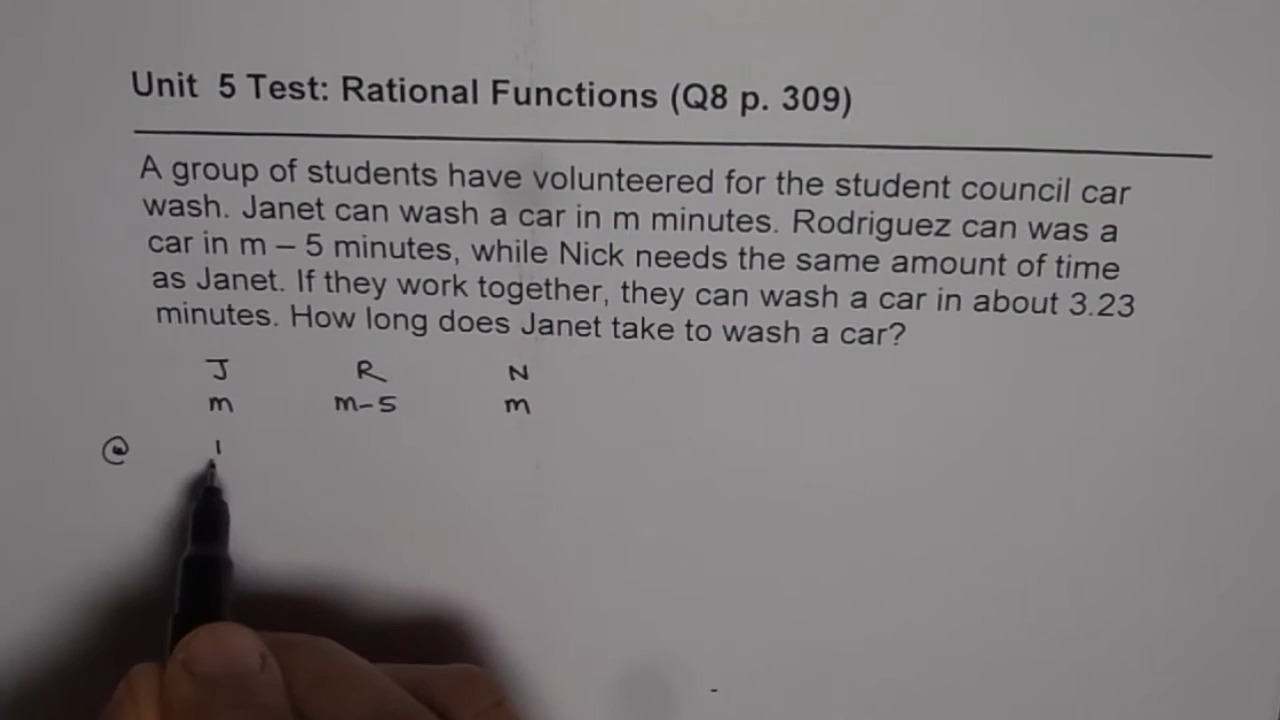 Unit 5 Test: Rational Functions (Q8 p. 309)
A group of students have volunteered for the student council car
wash. Janet can wash a car in m minutes. Rodriguez can was a
car in m – 5 minutes, while Nick needs the same amount of time
as Janet. If they work together, they can wash a car in about 3.23
minutes. How long does Janet take to wash a car?
J R N
m m-5 m
@ 1